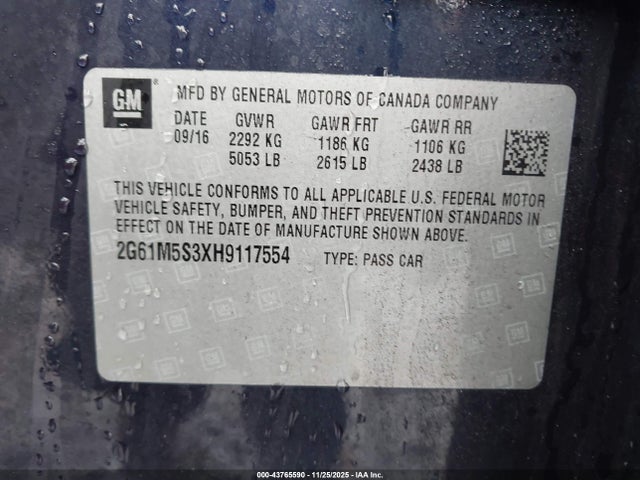 GM ®
MFD BY GENERAL MOTORS OF CANADA COMPANY
DATE GVWR GAWR FRT GAWR RR
09/16 2292 KG 1186 KG 1106 KG
5053 LB 2615 LB 2438 LB
THIS VEHICLE CONFORMS TO ALL APPLICABLE U.S. FEDERAL MOTOR
VEHICLE SAFETY, BUMPER, AND THEFT PREVENTION STANDARDS IN
EFFECT ON THE DATE OF MANUFACTURE SHOWN ABOVE.
2G61M5S3XH9117554 TYPE: PASS CAR
000-43765590 - 11/25/2025 - IAA Inc.